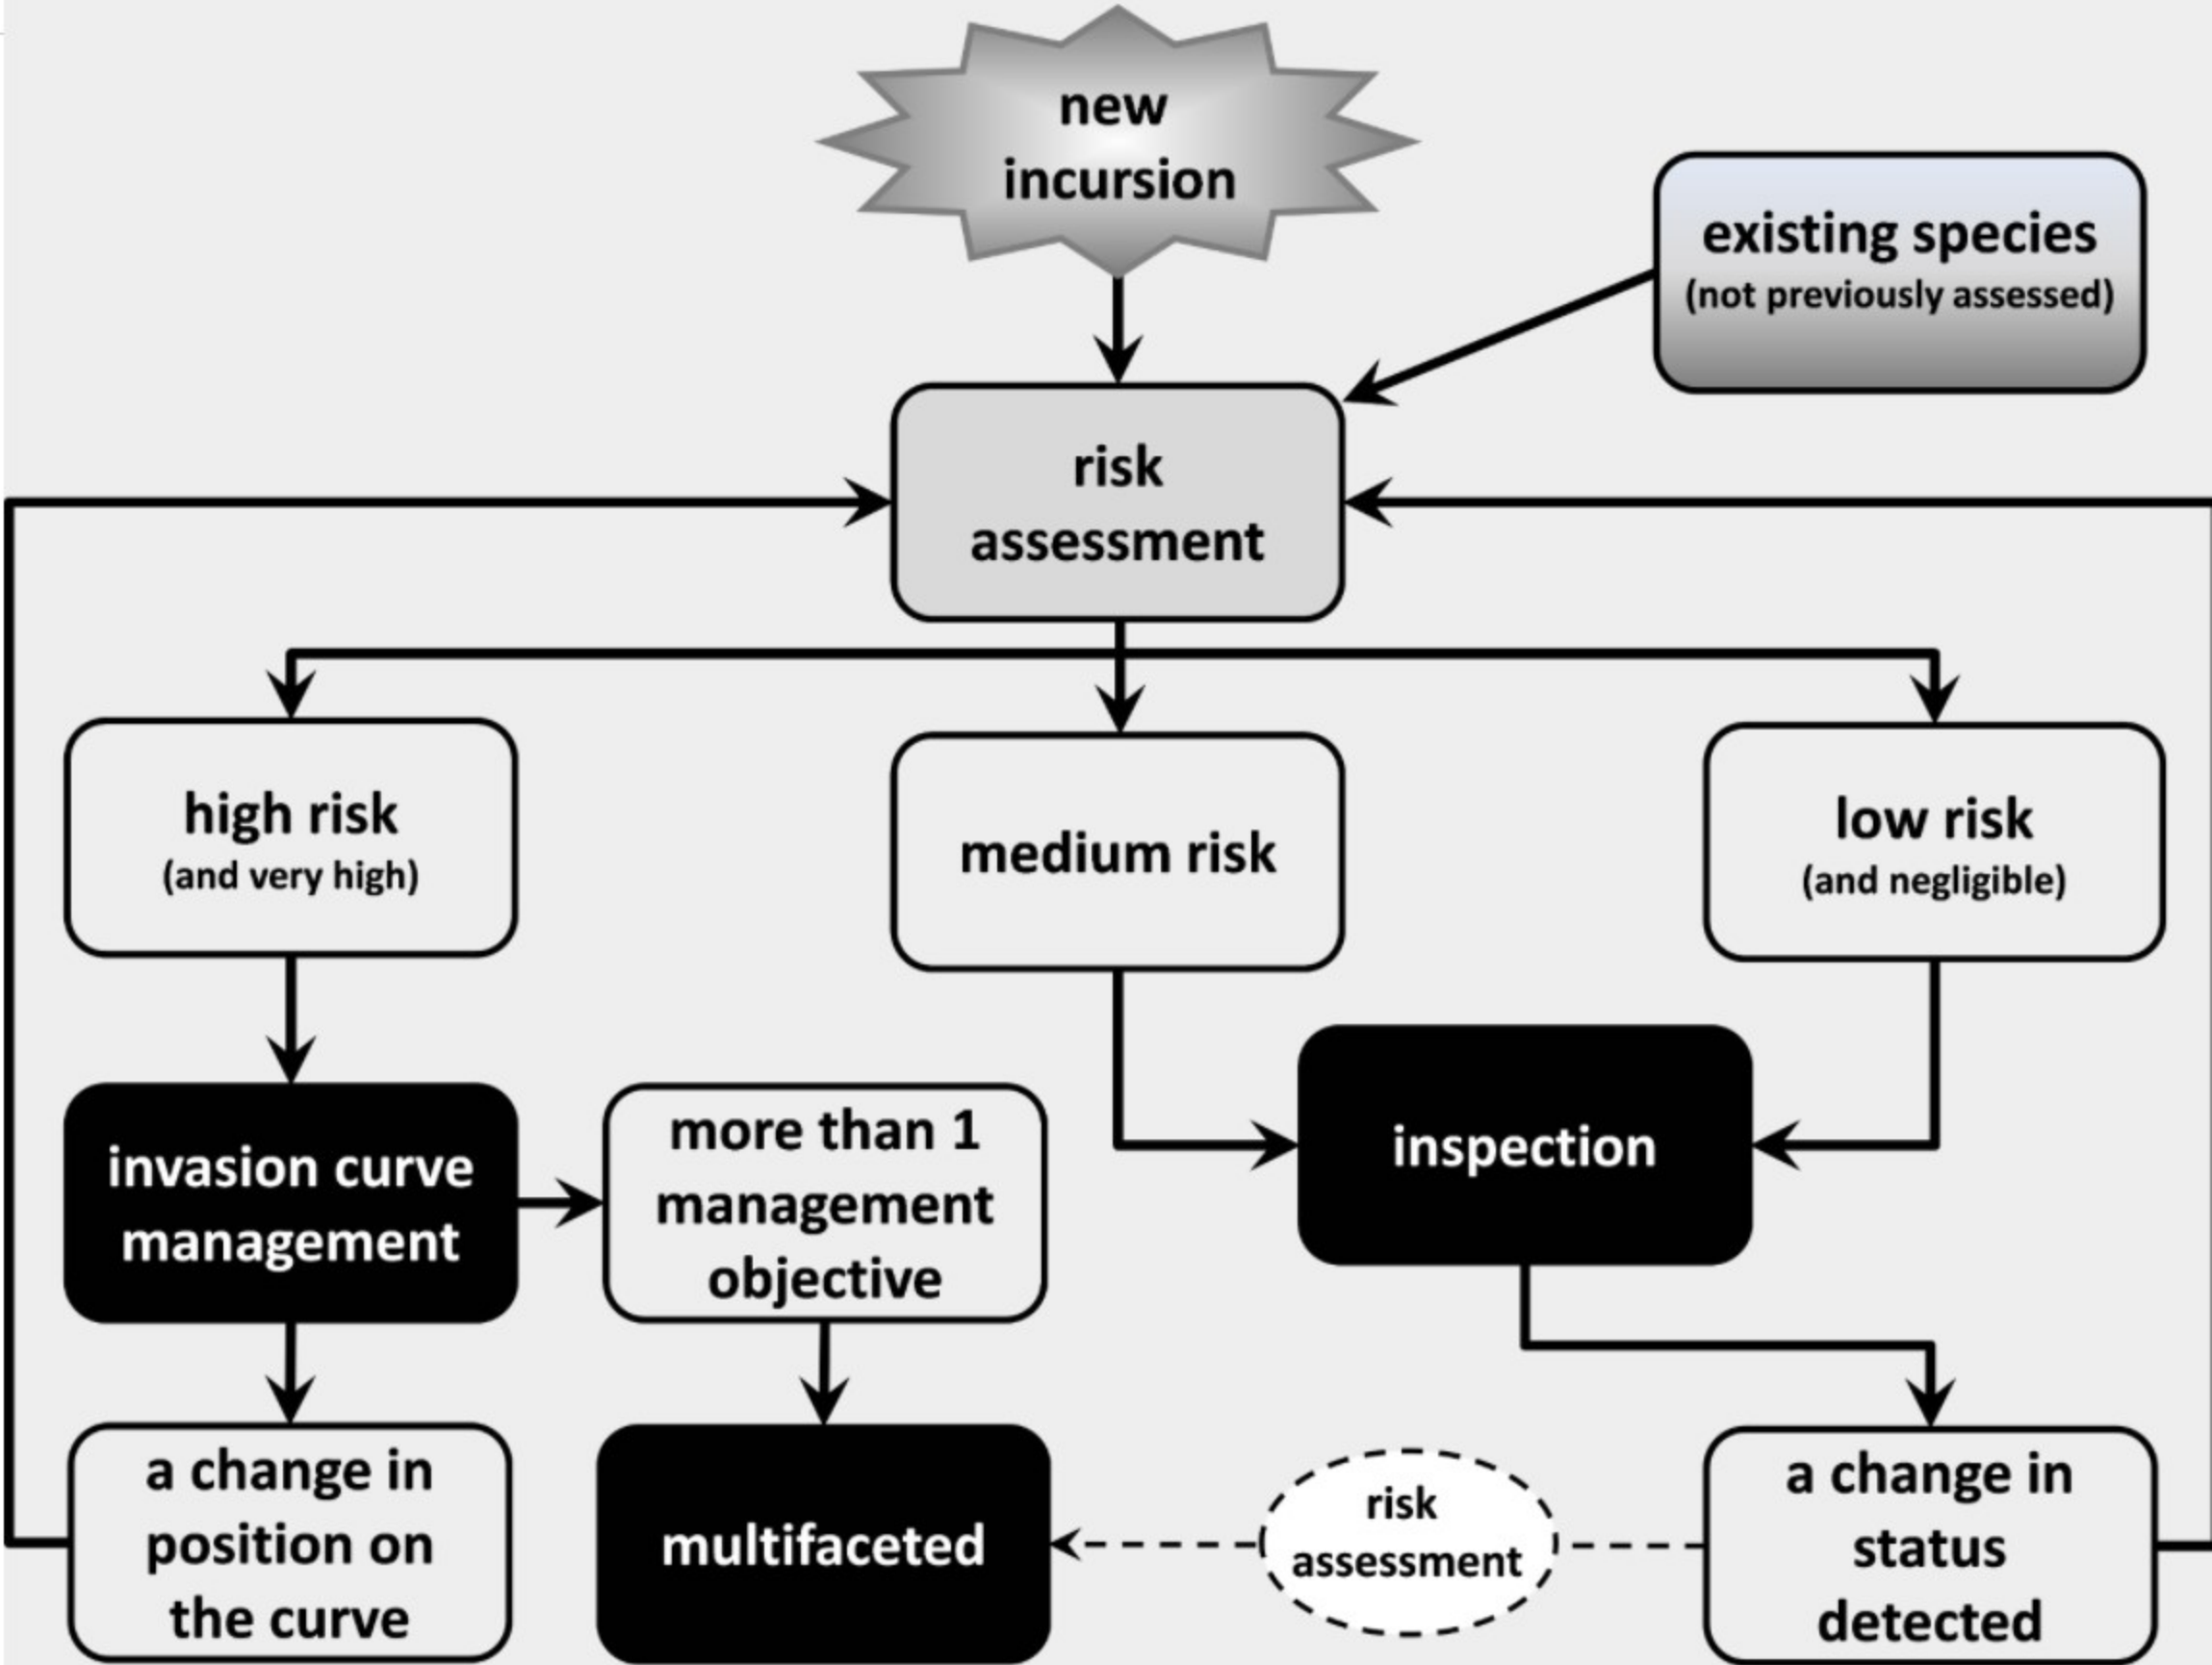 new
incursion
existing species
(not previously assessed)
risk
assessment
high risk
(and very high)
medium risk
low risk
(and negligible)
invasion curve
management
more than 1
management
objective
inspection
a change in
position on
the curve
multifaceted
risk
assessment
a change in
status
detected